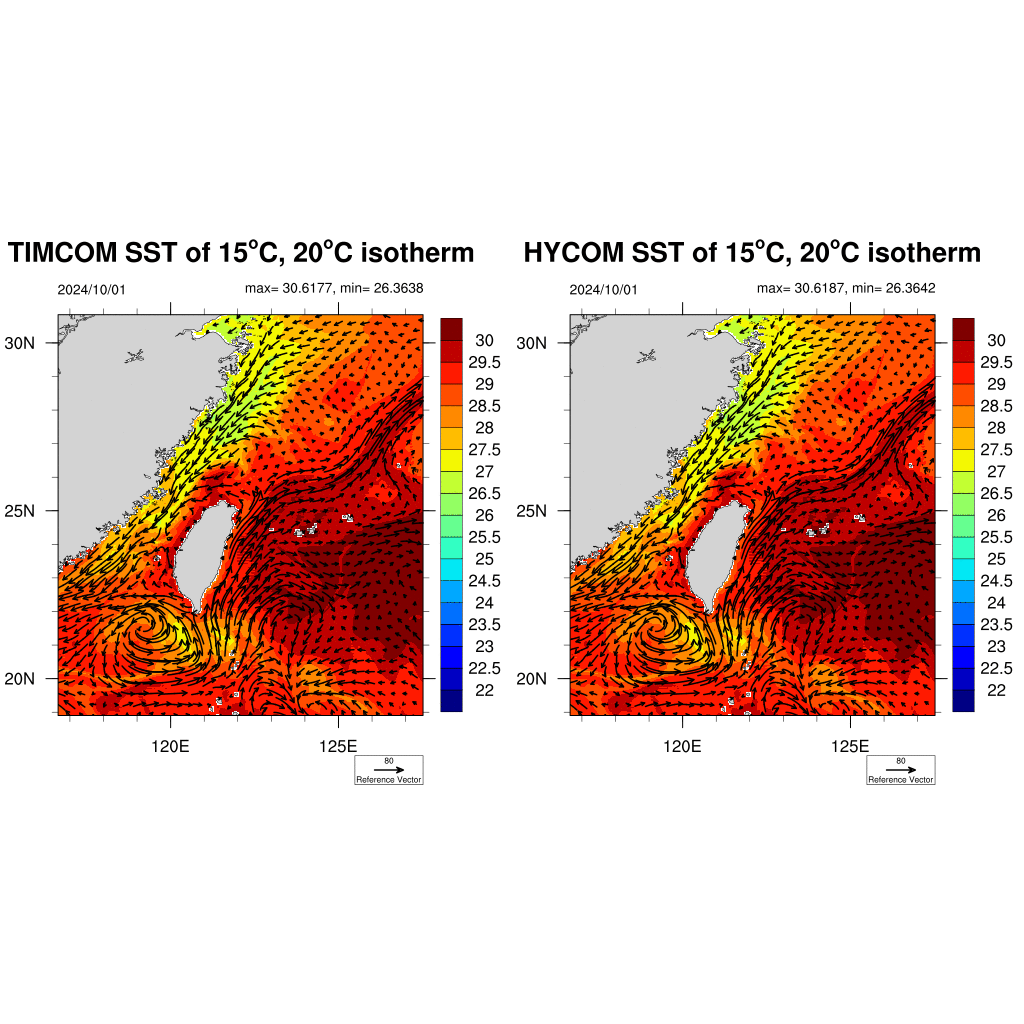 TIMCOM SST of 15°C, 20°C isotherm
2024/10/01
max= 30.6177, min= 26.3638
30N
25N
20N
120E
125E
30
29.5
29
28.5
28
27.5
27
26.5
26
25.5
25
24.5
24
23.5
23
22.5
22
80
Reference Vector
HYCOM SST of 15°C, 20°C isotherm
2024/10/01
max= 30.6187, min= 26.3642
30N
25N
20N
120E
125E
30
29.5
29
28.5
28
27.5
27
26.5
26
25.5
25
24.5
24
23.5
23
22.5
22
80
Reference Vector